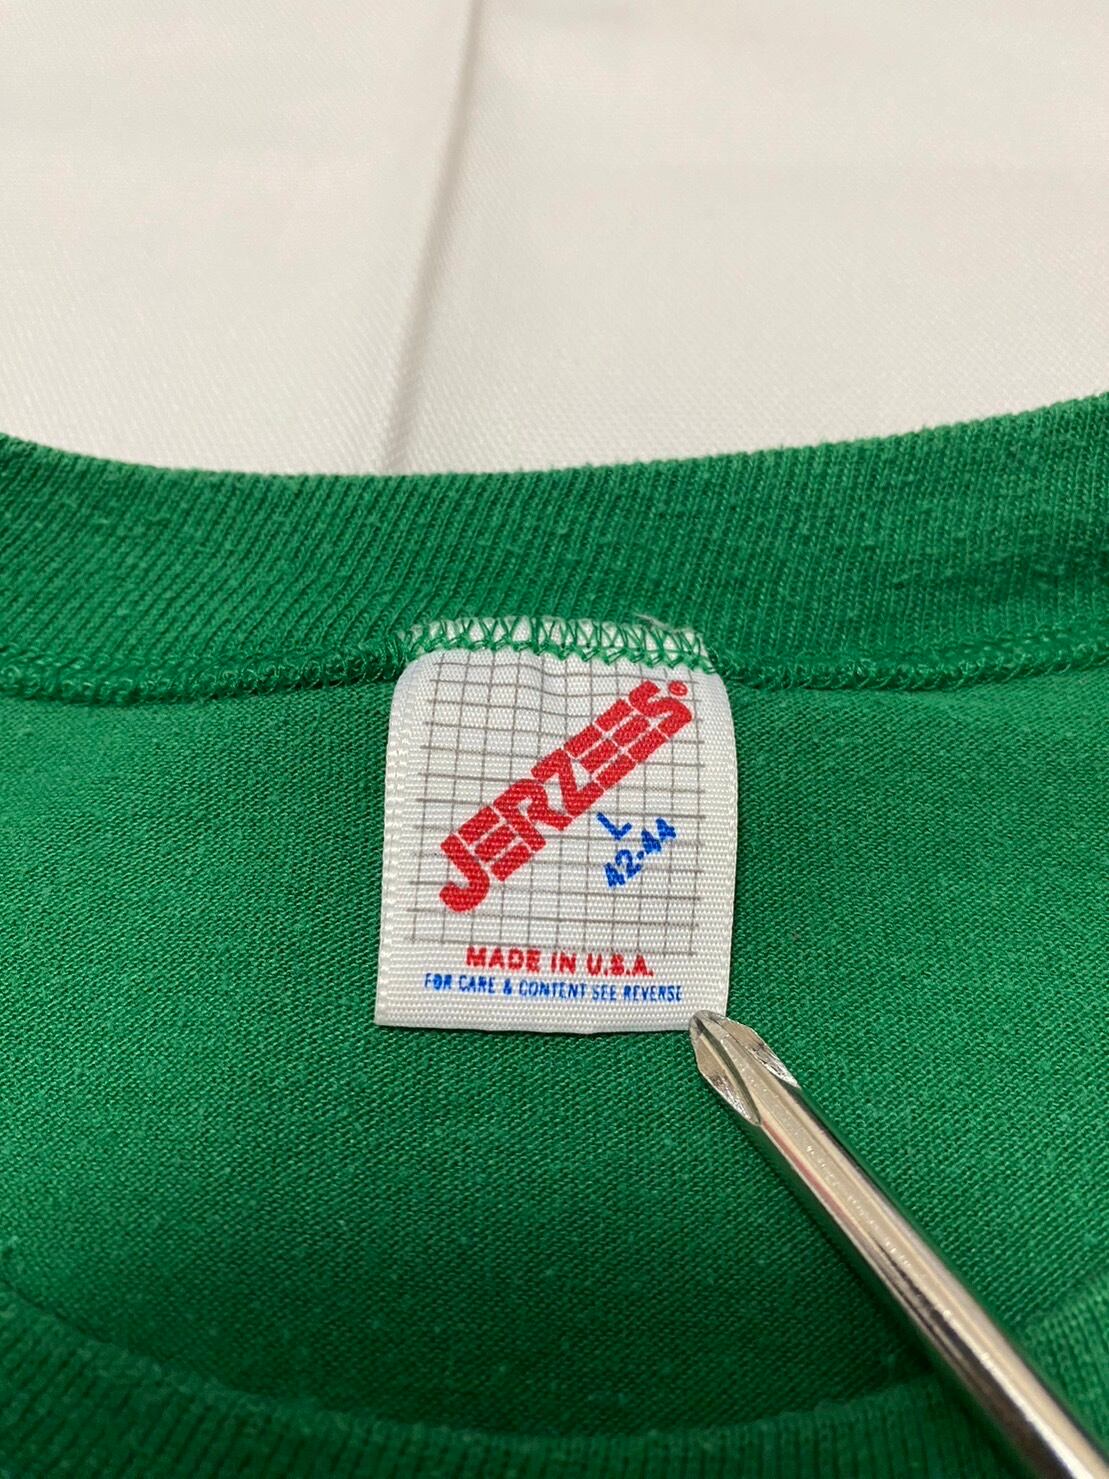 JERZEES®
L
42-44
MADE IN U.S.A.
FOR CARE & CONTENT SEE REVERSE